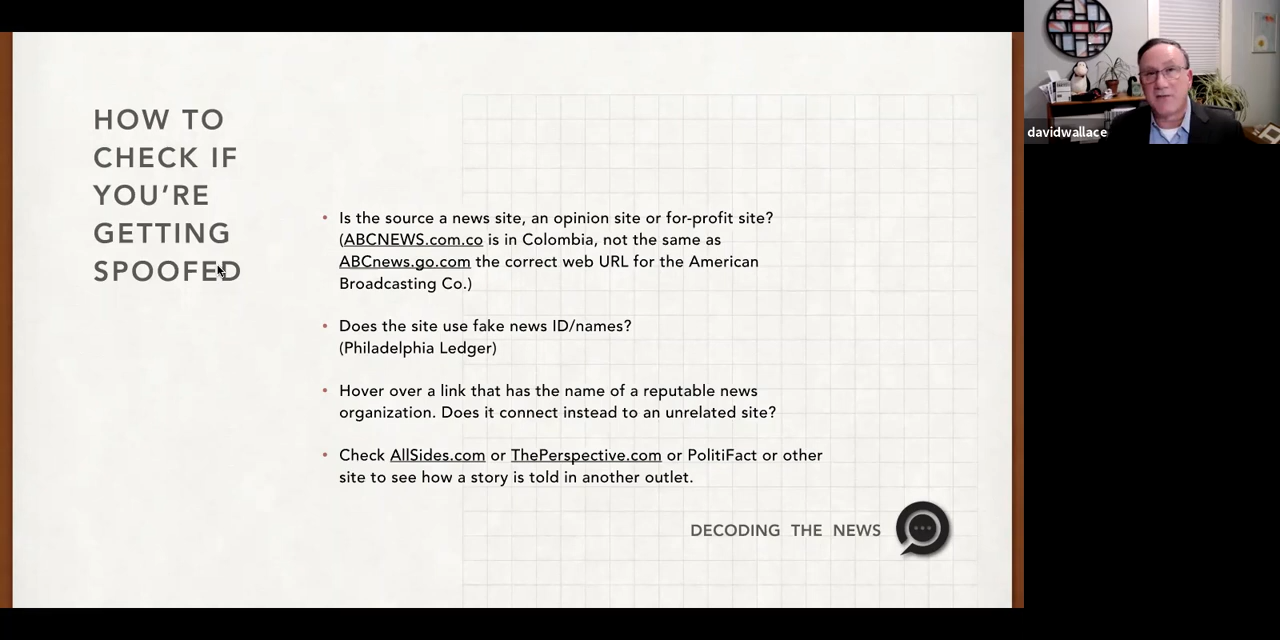 HOW TO
CHECK IF
YOU'RE
GETTING
SPOOFED
• Is the source a news site, an opinion site or for-profit site?
(ABCNEWS.com.co is in Colombia, not the same as
ABCnews.go.com the correct web URL for the American
Broadcasting Co.)
• Does the site use fake news ID/names?
(Philadelphia Ledger)
• Hover over a link that has the name of a reputable news
organization. Does it connect instead to an unrelated site?
• Check AllSides.com or ThePerspective.com or PolitiFact or other
site to see how a story is told in another outlet.
DECODING THE NEWS
davidwallace